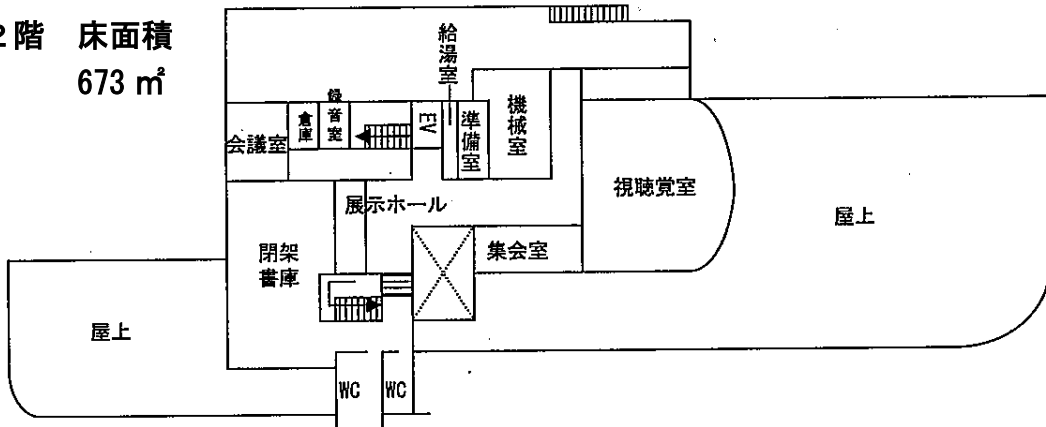 2階 床面積
673 ㎡
給湯室
録音室
倉庫
会議室
EV
準備室
機械室
視聴覚室
展示ホール
屋上
集会室
閉架
書庫
屋上
WC
WC